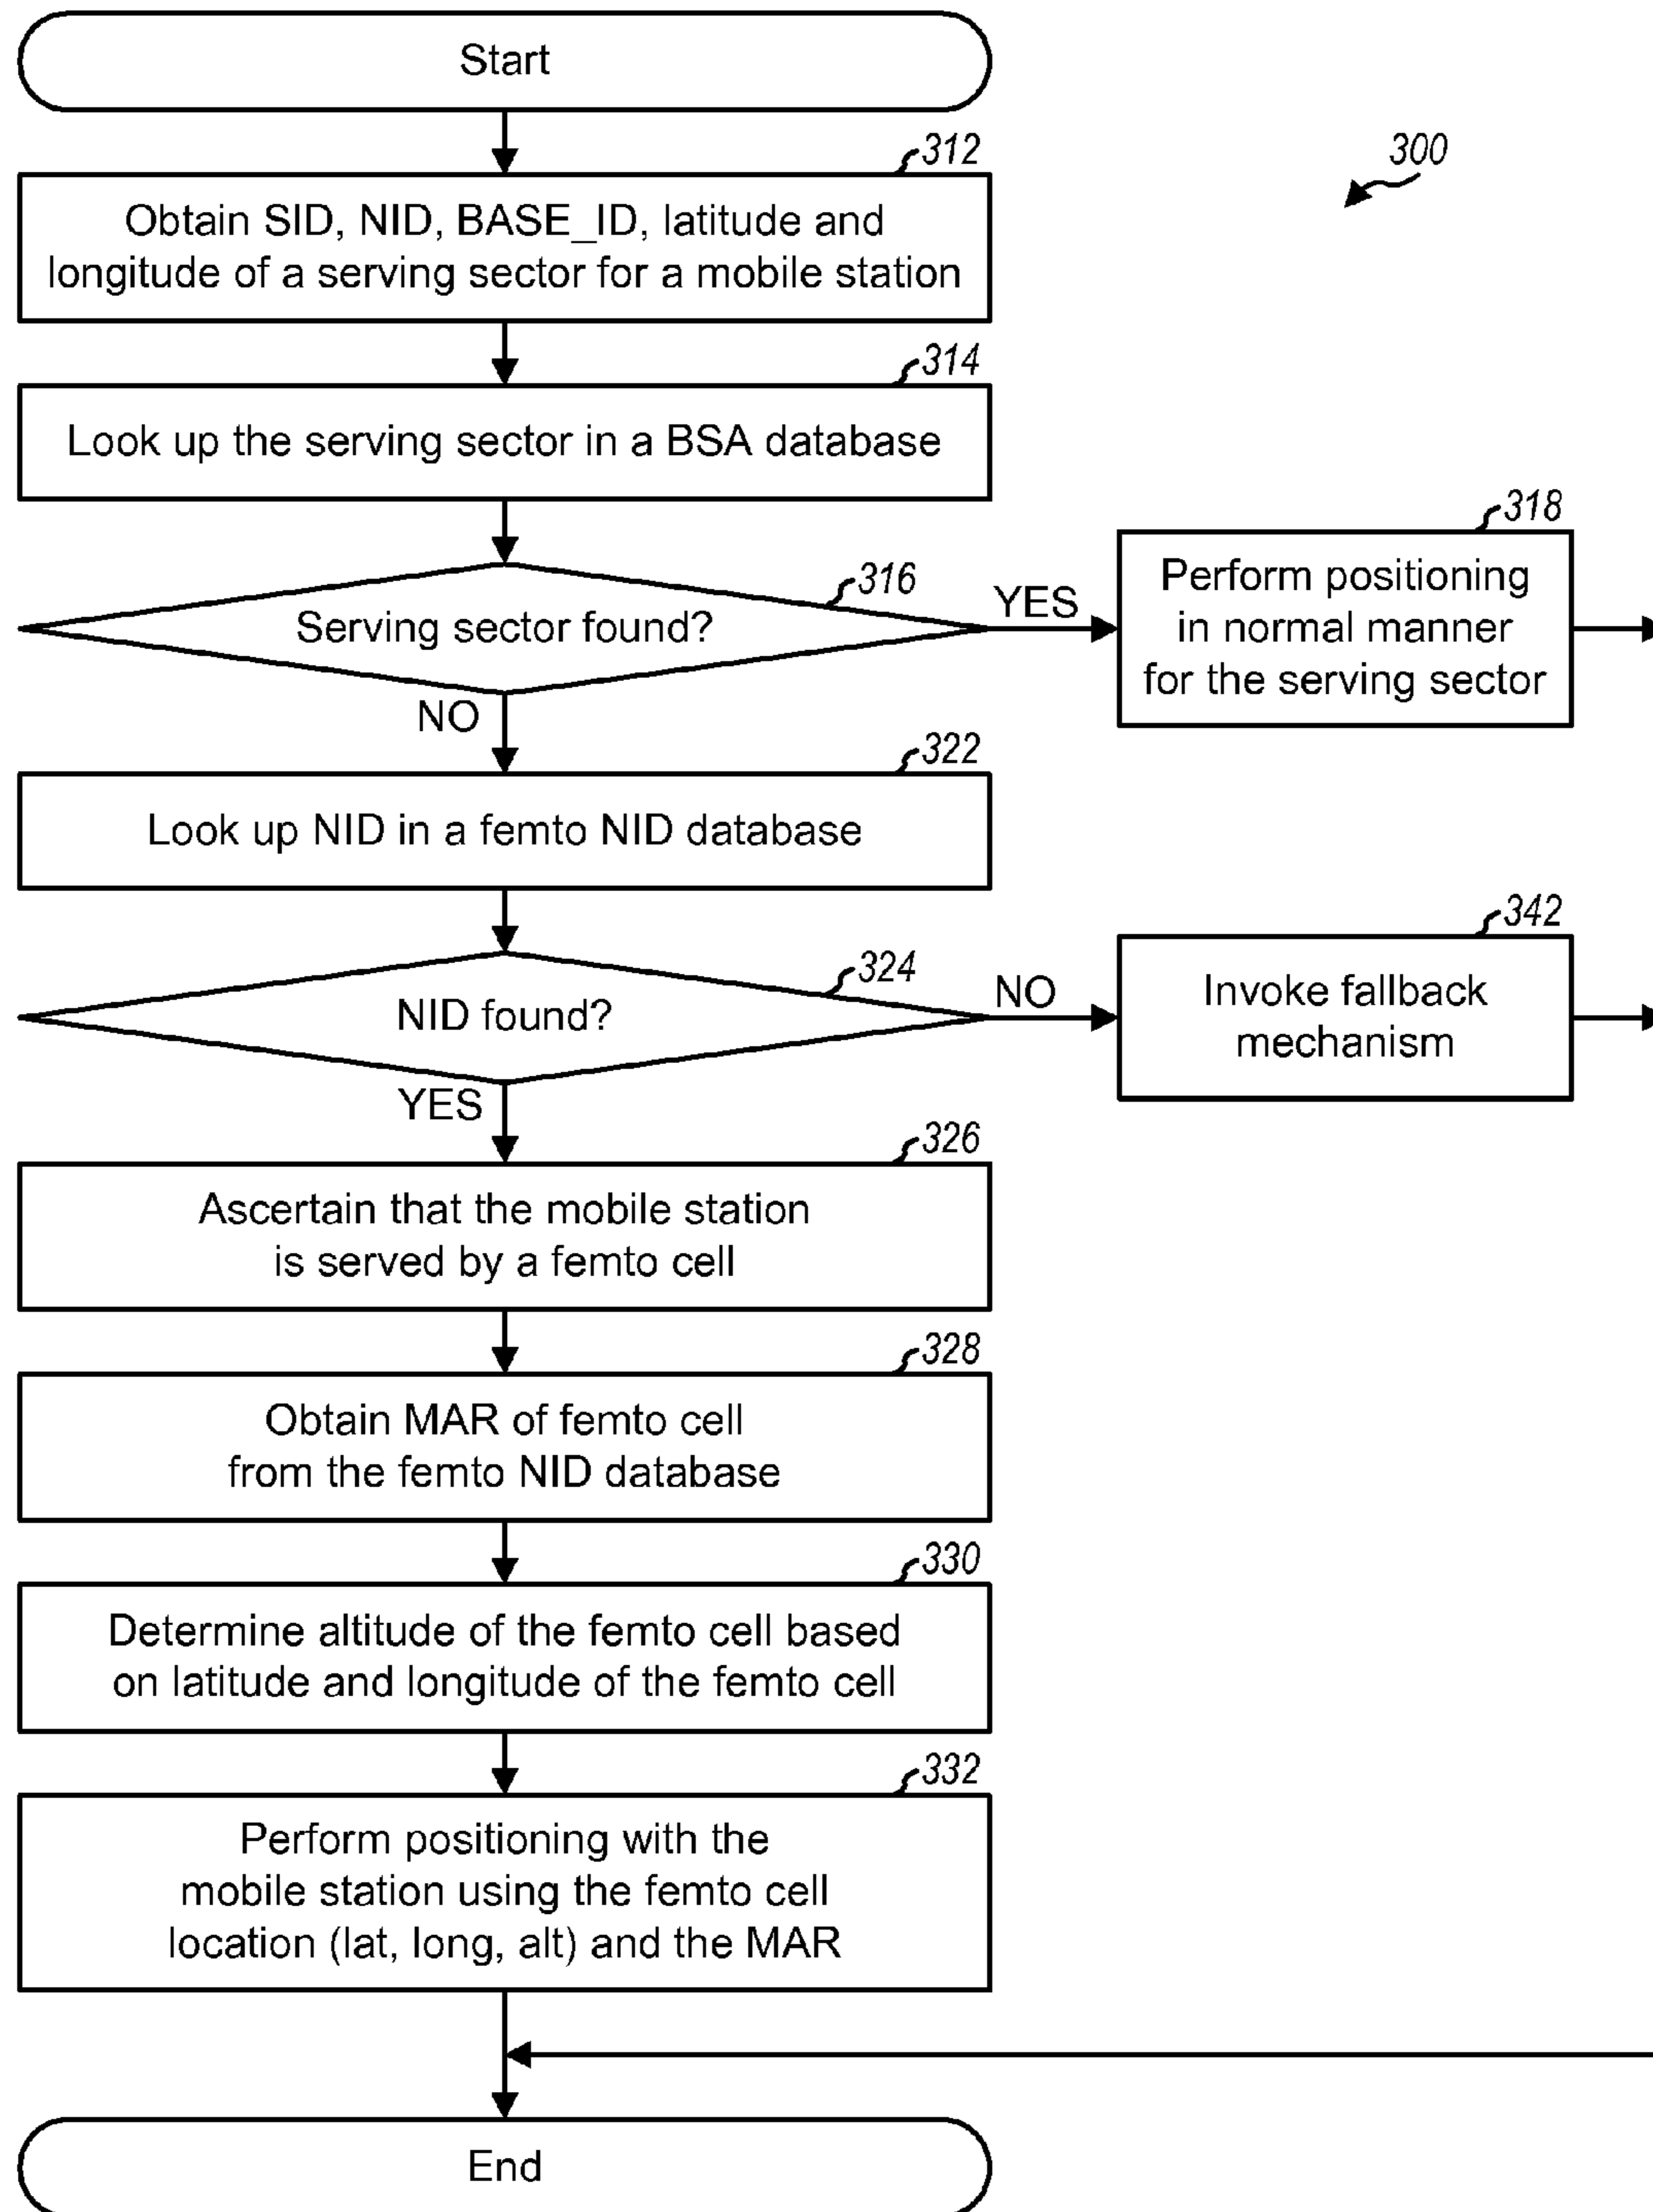 Start
300
312
Obtain SID, NID, BASE_ID, latitude and
longitude of a serving sector for a mobile station
314
Look up the serving sector in a BSA database
316
Serving sector found?
YES
318
Perform positioning
in normal manner
for the serving sector
NO
322
Look up NID in a femto NID database
324
NID found?
NO
342
Invoke fallback
mechanism
YES
326
Ascertain that the mobile station
is served by a femto cell
328
Obtain MAR of femto cell
from the femto NID database
330
Determine altitude of the femto cell based
on latitude and longitude of the femto cell
332
Perform positioning with the
mobile station using the femto cell
location (lat, long, alt) and the MAR
End